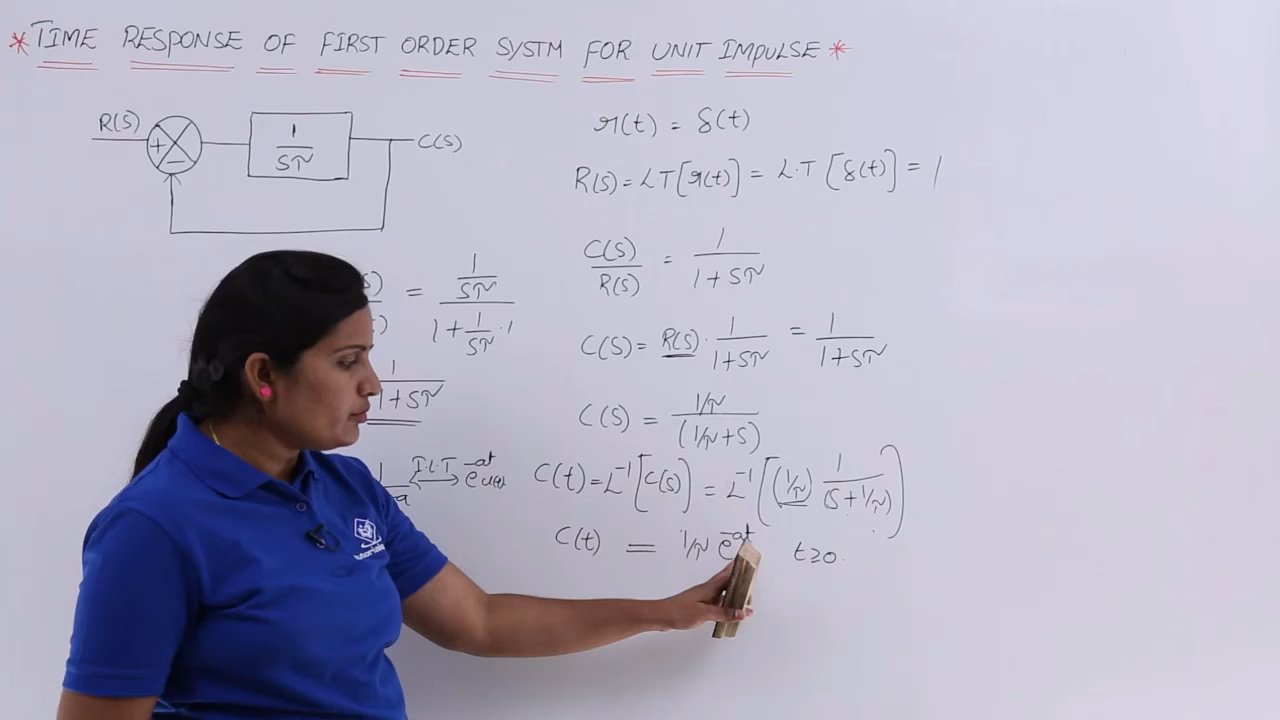 *TIME RESPONSE OF FIRST ORDER SYSTM FOR UNIT IMPULSE*
R(S)
+
−
1/Sτ
C(S)
= (1/Sτ)/(1+1/Sτ·1)
1/1+Sτ
I·L·T e^-at u(t)
r(t) = δ(t)
R(S) = LT[r(t)] = L·T[δ(t)] = 1
C(S)/R(S) = 1/1+Sτ
C(S) = R(S)·1/1+Sτ = 1/1+Sτ
C(S) = 1/τ/(1/τ+S)
C(t) = L^-1[C(S)] = L^-1[(1/τ) 1/(S+1/τ)]
C(t) = 1/τ e^-at t≥0.